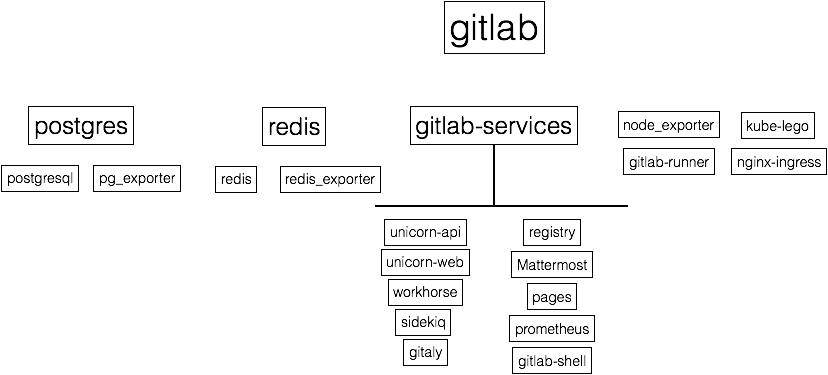 gitlab
postgres
redis
gitlab-services
node_exporter
kube-lego
gitlab-runner
nginx-ingress
postgresql
pg_exporter
redis
redis_exporter
unicorn-api
unicorn-web
workhorse
sidekiq
gitaly
registry
Mattermost
pages
prometheus
gitlab-shell